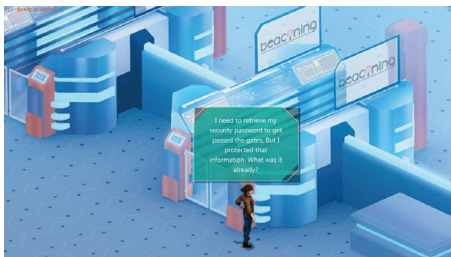 beaconing
beaconing
I need to retrieve my
security password to get
passed the gates. But I
protected that
information. What was it
already?